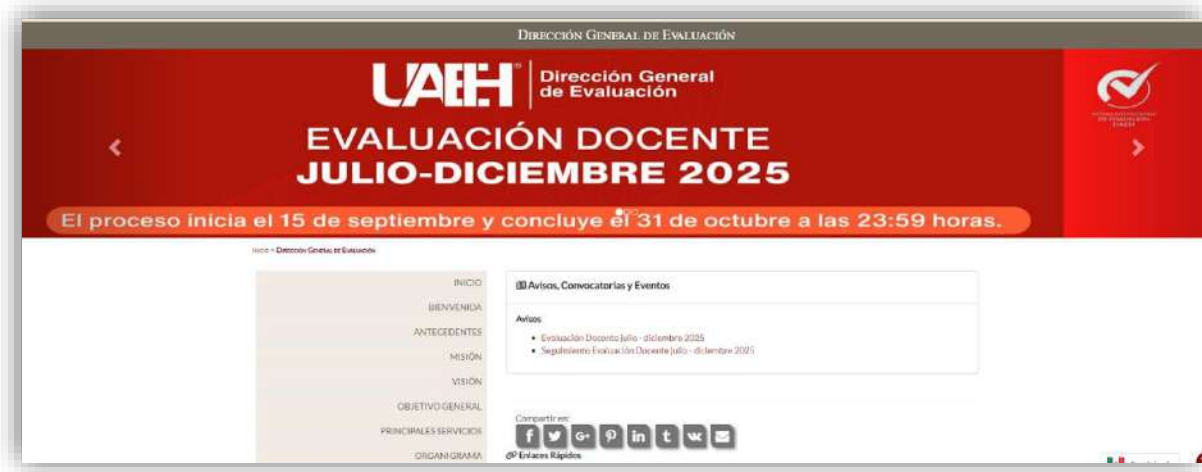 DIRECCIÓN GENERAL DE EVALUACIÓN
UAEH
Dirección General
de Evaluación
EVALUACIÓN DOCENTE
JULIO-DICIEMBRE 2025
El proceso inicia el 15 de septiembre y concluye el 31 de octubre a las 23:59 horas.
INICIO > DIRECCIÓN GENERAL DE EVALUACIÓN
INICIO
BIENVENIDA
ANTECEDENTES
MISIÓN
VISIÓN
OBJETIVO GENERAL
PRINCIPALES SERVICIOS
ORGANIGRAMA
Avisos, Convocatorias y Eventos
Avisos
Evaluación Docente Julio - diciembre 2025
Seguimiento Evaluación Docente Julio - diciembre 2025
Compartir en:
Enlaces Rápidos